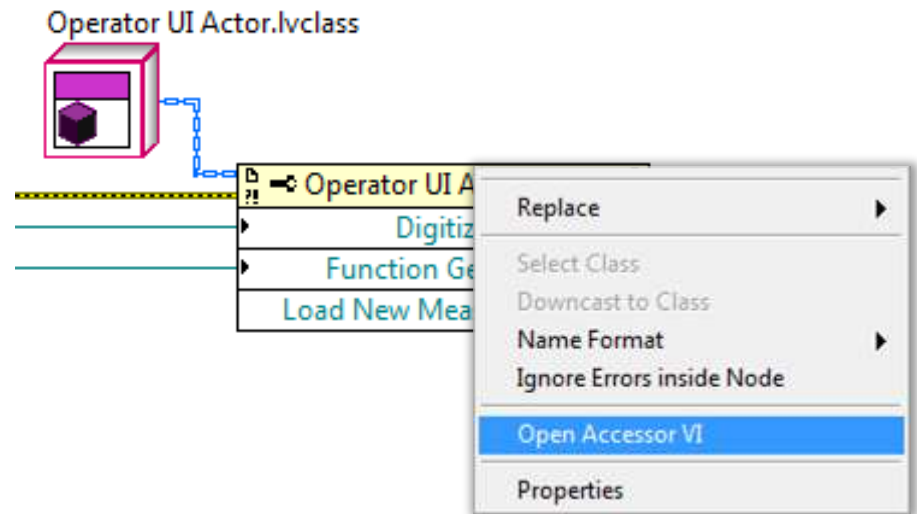 Operator UI Actor.lvclass
?!
Operator UI A
Digitiz
Function Ge
Load New Mea
Replace
Select Class
Downcast to Class
Name Format
Ignore Errors inside Node
Open Accessor VI
Properties